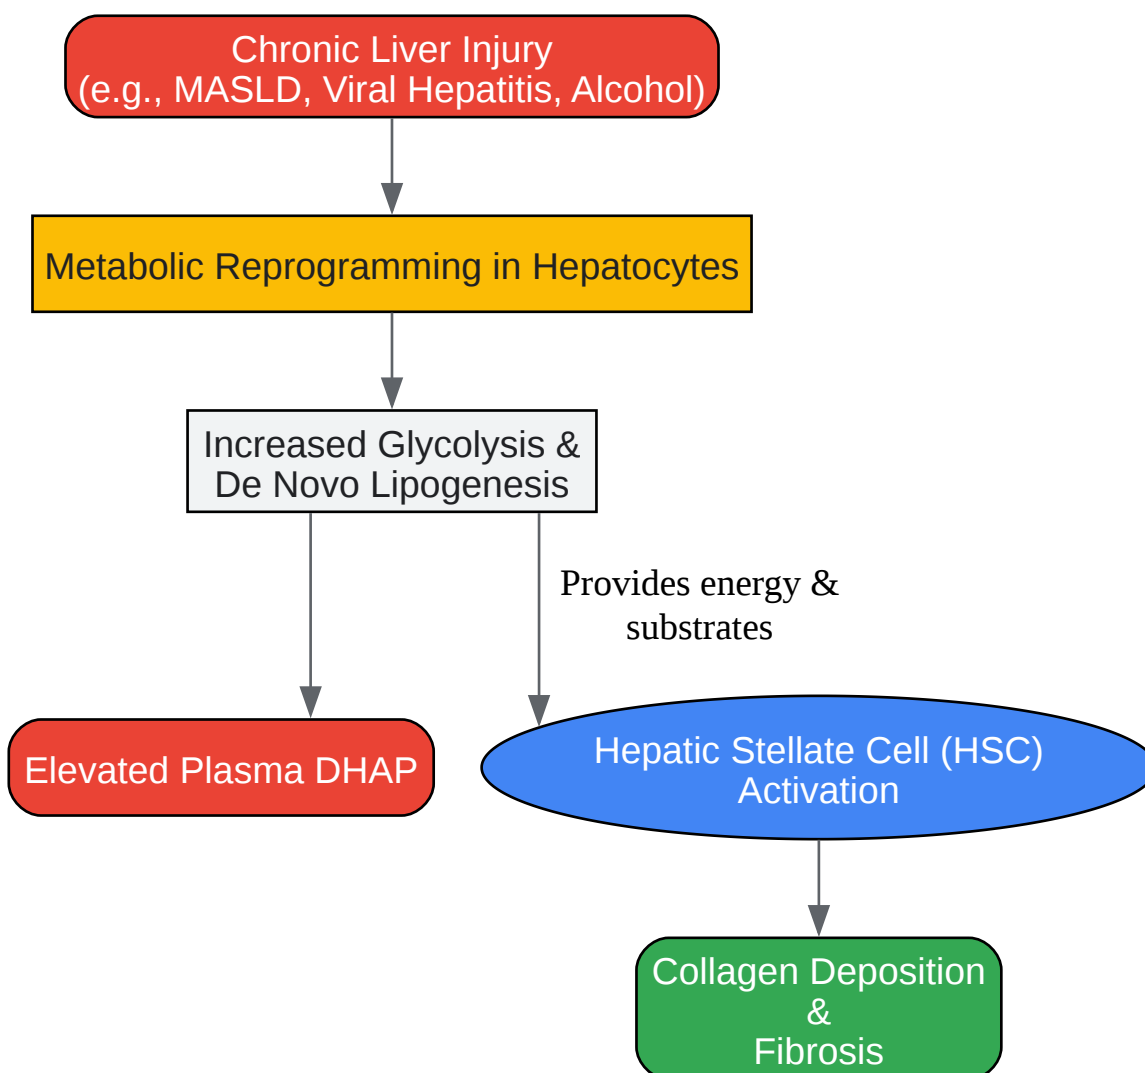 Chronic Liver Injury
(e.g., MASLD, Viral Hepatitis, Alcohol)
Metabolic Reprogramming in Hepatocytes
Increased Glycolysis &
De Novo Lipogenesis
Provides energy &
substrates
Elevated Plasma DHAP
Hepatic Stellate Cell (HSC)
Activation
Collagen Deposition
&
Fibrosis